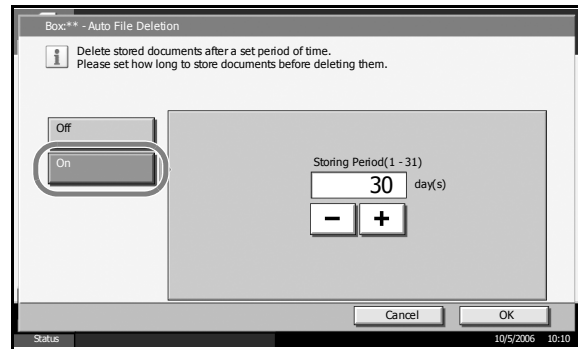 Box:** - Auto File Deletion
Delete stored documents after a set period of time.
Please set how long to store documents before deleting them.
Off
On
Storing Period(1 - 31)
30 day(s)
− +
Cancel OK
Status 10/5/2006 10:10